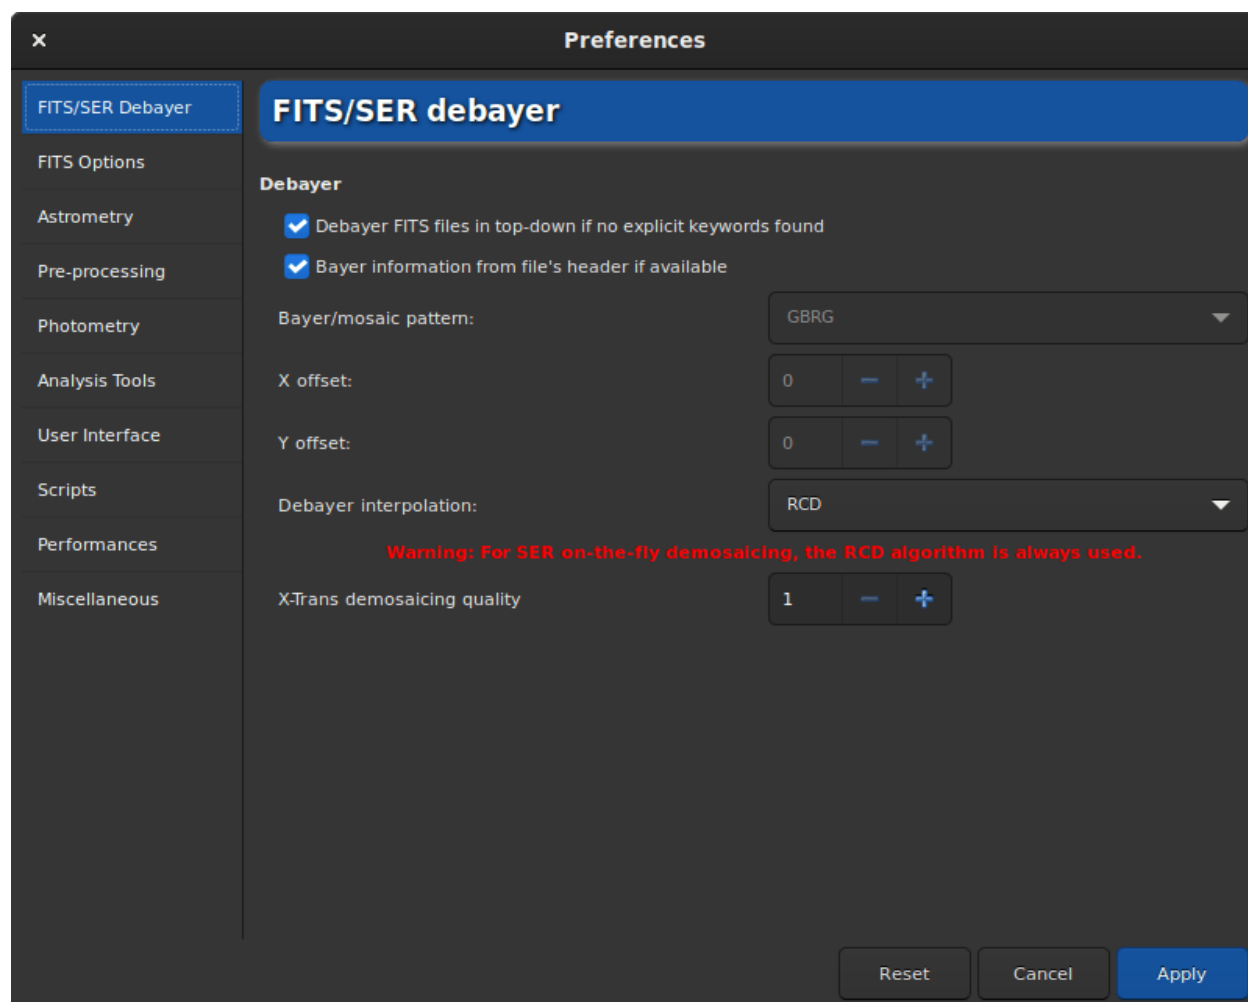 Preferences
FITS/SER Debayer
FITS Options
Astrometry
Pre-processing
Photometry
Analysis Tools
User Interface
Scripts
Performances
Miscellaneous
FITS/SER debayer
Debayer
Debayer FITS files in top-down if no explicit keywords found
Bayer information from file's header if available
Bayer/mosaic pattern: GBRG
X offset: 0
Y offset: 0
Debayer interpolation: RCD
Warning: For SER on-the-fly demosaicing, the RCD algorithm is always used.
X-Trans demosaicing quality 1
Reset Cancel Apply